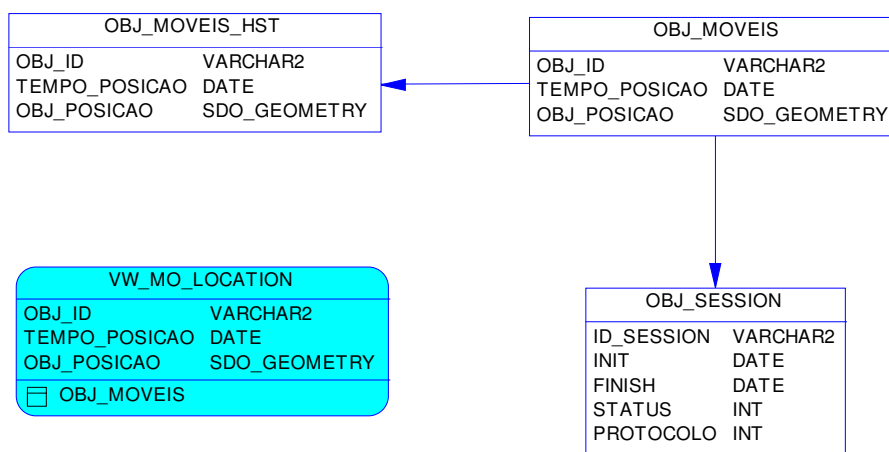 OBJ_MOVEIS_HST
OBJ_ID VARCHAR2
TEMPO_POSICAO DATE
OBJ_POSICAO SDO_GEOMETRY
OBJ_MOVEIS
OBJ_ID VARCHAR2
TEMPO_POSICAO DATE
OBJ_POSICAO SDO_GEOMETRY
VW_MO_LOCATION
OBJ_ID VARCHAR2
TEMPO_POSICAO DATE
OBJ_POSICAO SDO_GEOMETRY
OBJ_MOVEIS
OBJ_SESSION
ID_SESSION VARCHAR2
INIT DATE
FINISH DATE
STATUS INT
PROTOCOLO INT